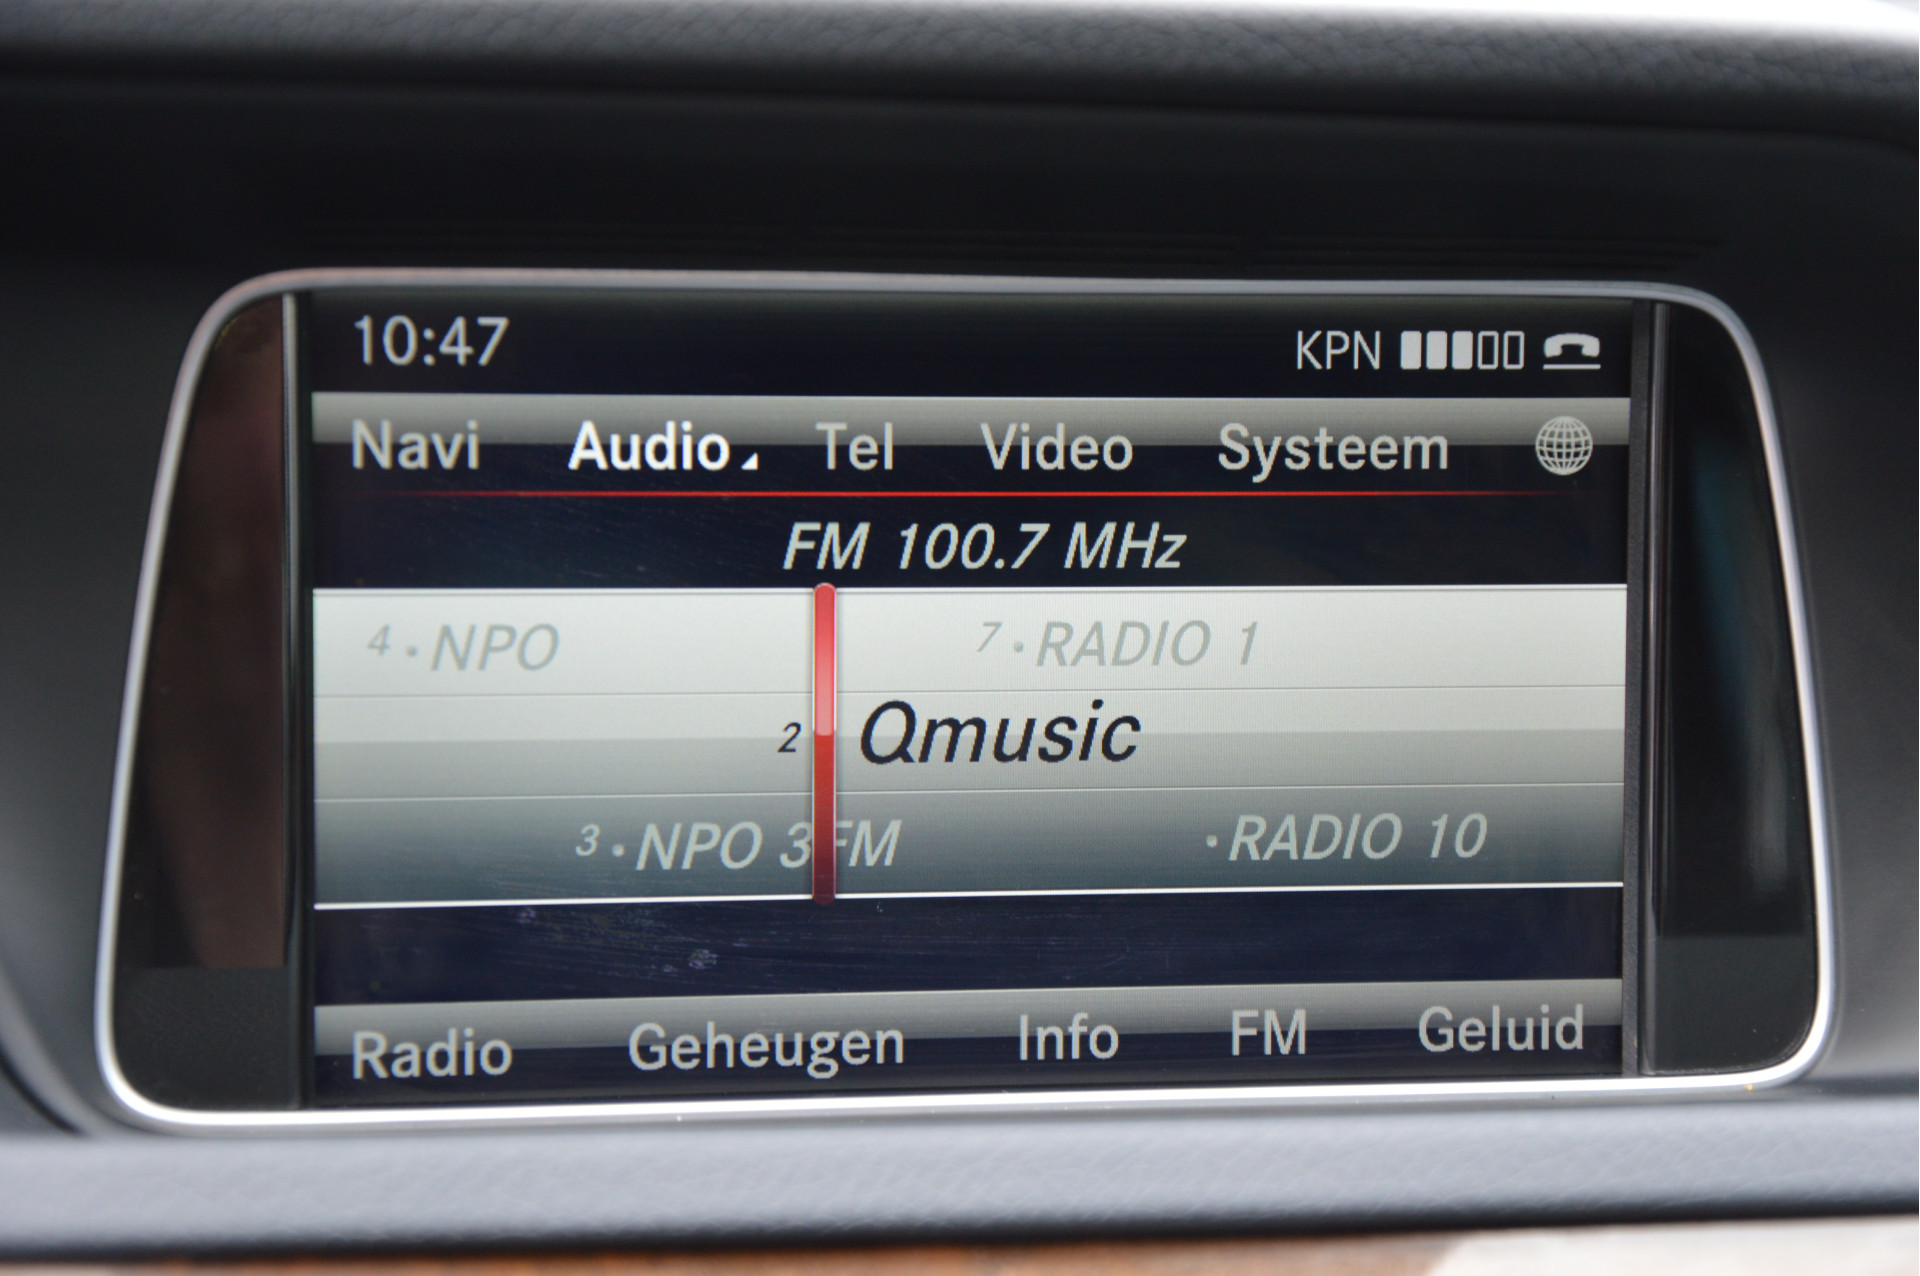 10:47 KPN
Navi Audio Tel Video Systeem
FM 100.7 MHz
4 · NPO 7 · RADIO 1
2 Qmusic
3 · NPO 3FM · RADIO 10
Radio Geheugen Info FM Geluid